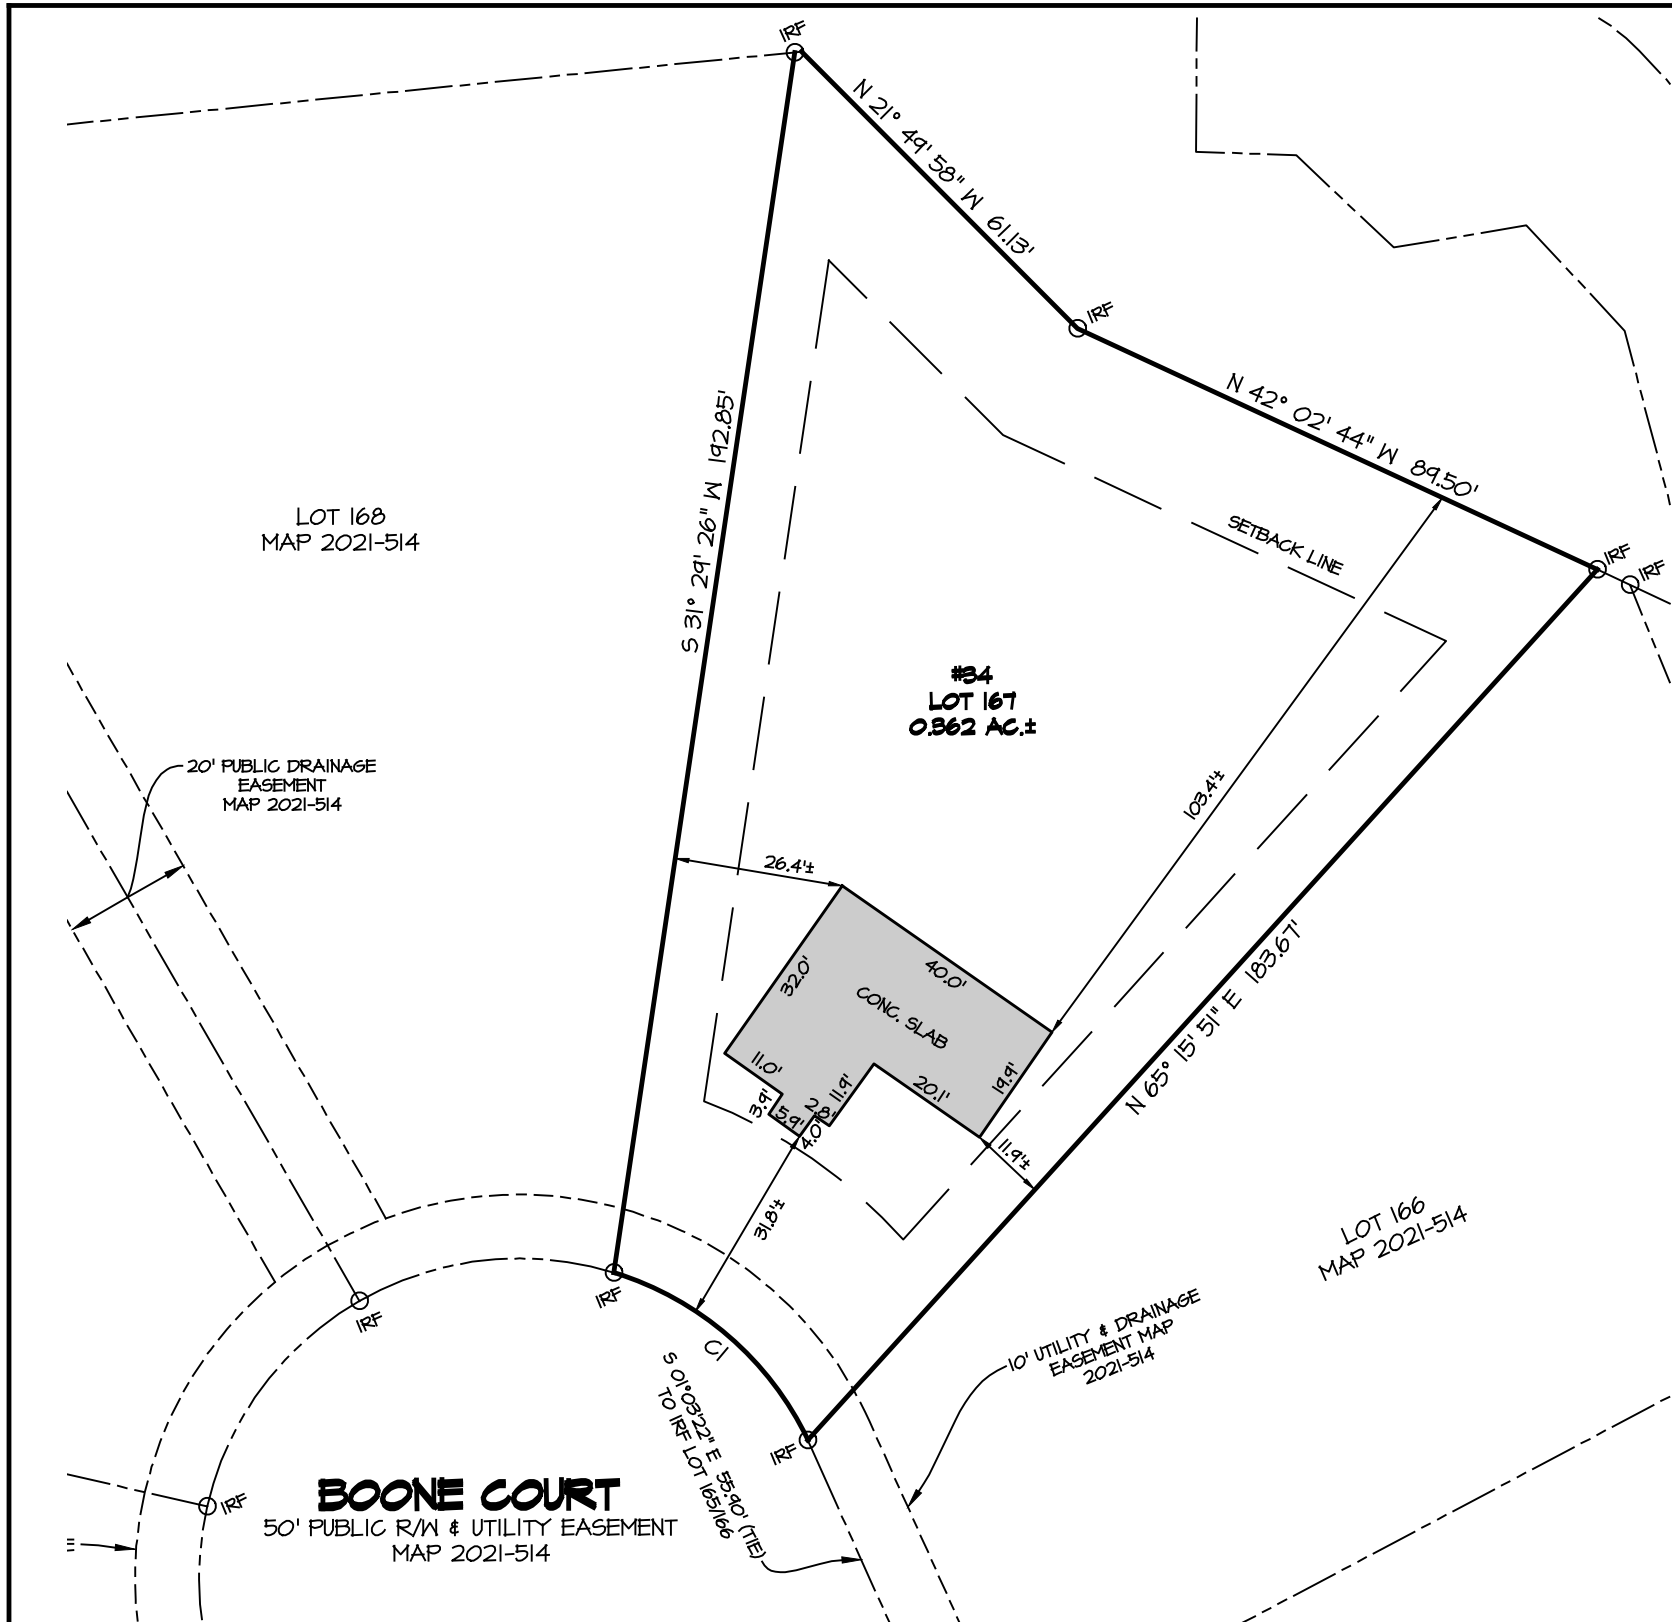 IRF
N 21° 49' 58" W 61.13'
IRF
N 42° 02' 44" W 89.50'
IRF
IRF
S 31° 29' 26" W 192.85'
LOT 168
MAP 2021-514
SETBACK LINE
#34
LOT 167
0.362 AC.±
20' PUBLIC DRAINAGE
EASEMENT
MAP 2021-514
103.4'±
26.4'±
32.0'
40.0'
CONC. SLAB
11.0'
3.9'
5.9'
4.0'
2.8'
11.9'
20.1'
19.9'
11.9'±
N 65° 15' 51" E 183.67'
31.8'±
LOT 166
MAP 2021-514
IRF
IRF
C1
10' UTILITY & DRAINAGE
EASEMENT MAP
2021-514
S 01°03'22" E 55.90' (TIE)
TO IRF LOT 165/166
IRF
IRF
BOONE COURT
50' PUBLIC R/W & UTILITY EASEMENT
MAP 2021-514
E